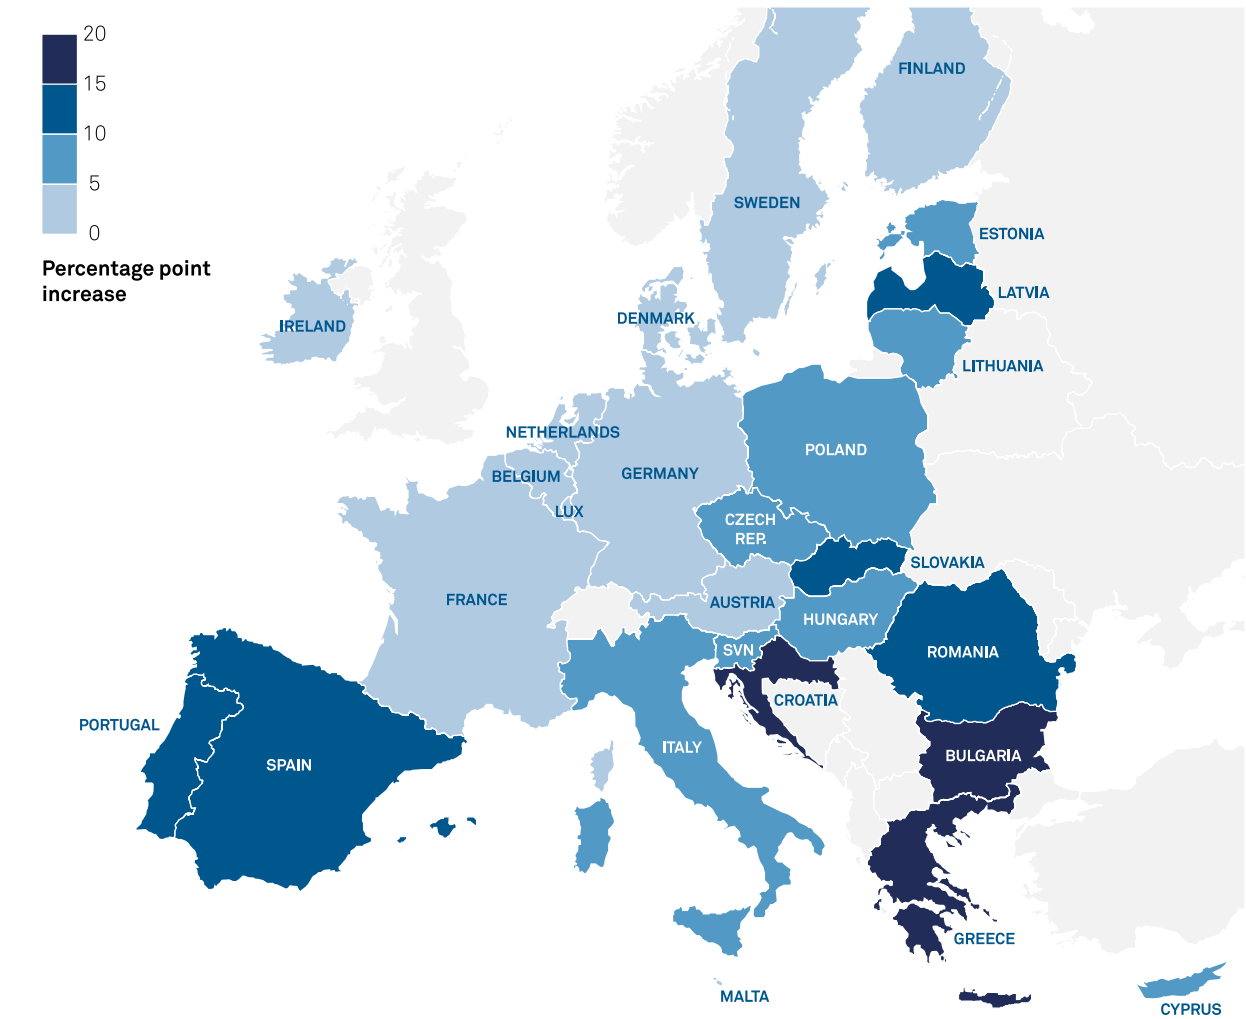 20
15
10
5
0
Percentage point
increase
FINLAND
SWEDEN
ESTONIA
LATVIA
IRELAND
DENMARK
LITHUANIA
NETHERLANDS
POLAND
BELGIUM
GERMANY
LUX
CZECH
REP.
SLOVAKIA
FRANCE
AUSTRIA
HUNGARY
SVN
ROMANIA
CROATIA
PORTUGAL
SPAIN
ITALY
BULGARIA
GREECE
MALTA
CYPRUS